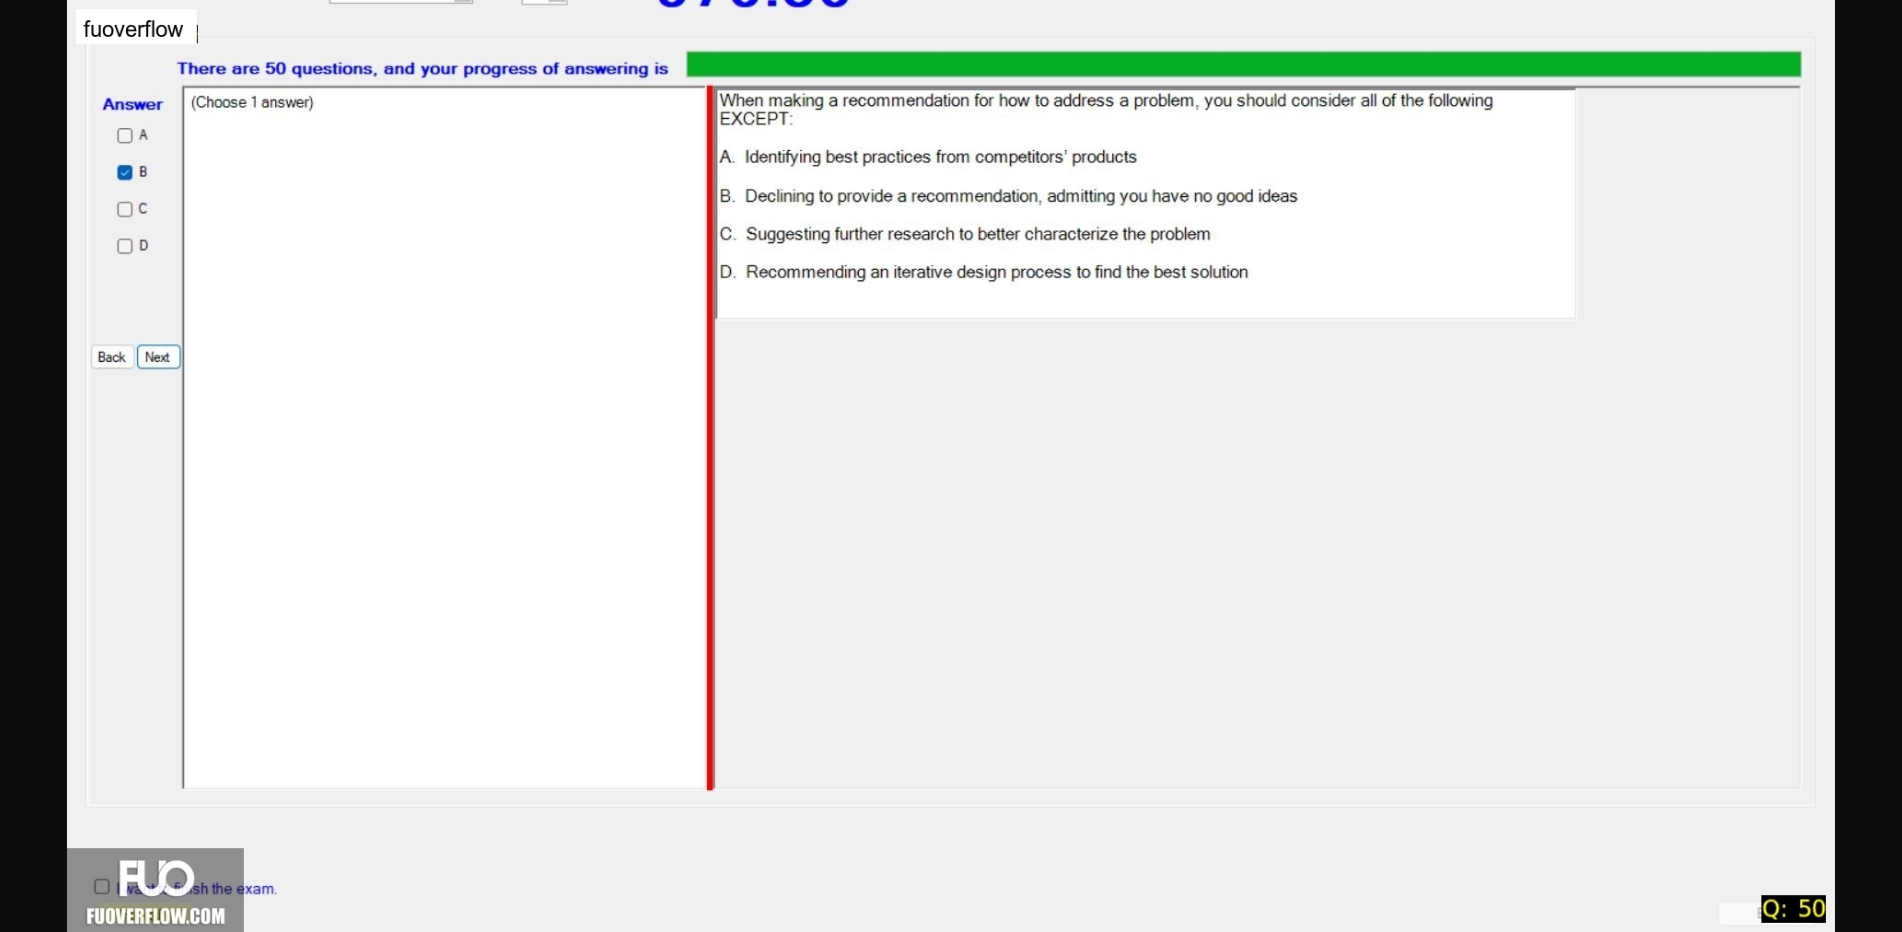 fuoverflow
There are 50 questions, and your progress of answering is
Answer
(Choose 1 answer)
A
B
C
D
Back Next
When making a recommendation for how to address a problem, you should consider all of the following
EXCEPT:
A. Identifying best practices from competitors' products
B. Declining to provide a recommendation, admitting you have no good ideas
C. Suggesting further research to better characterize the problem
D. Recommending an iterative design process to find the best solution
FUO
the exam.
FUOVERFLOW.COM
Q: 50